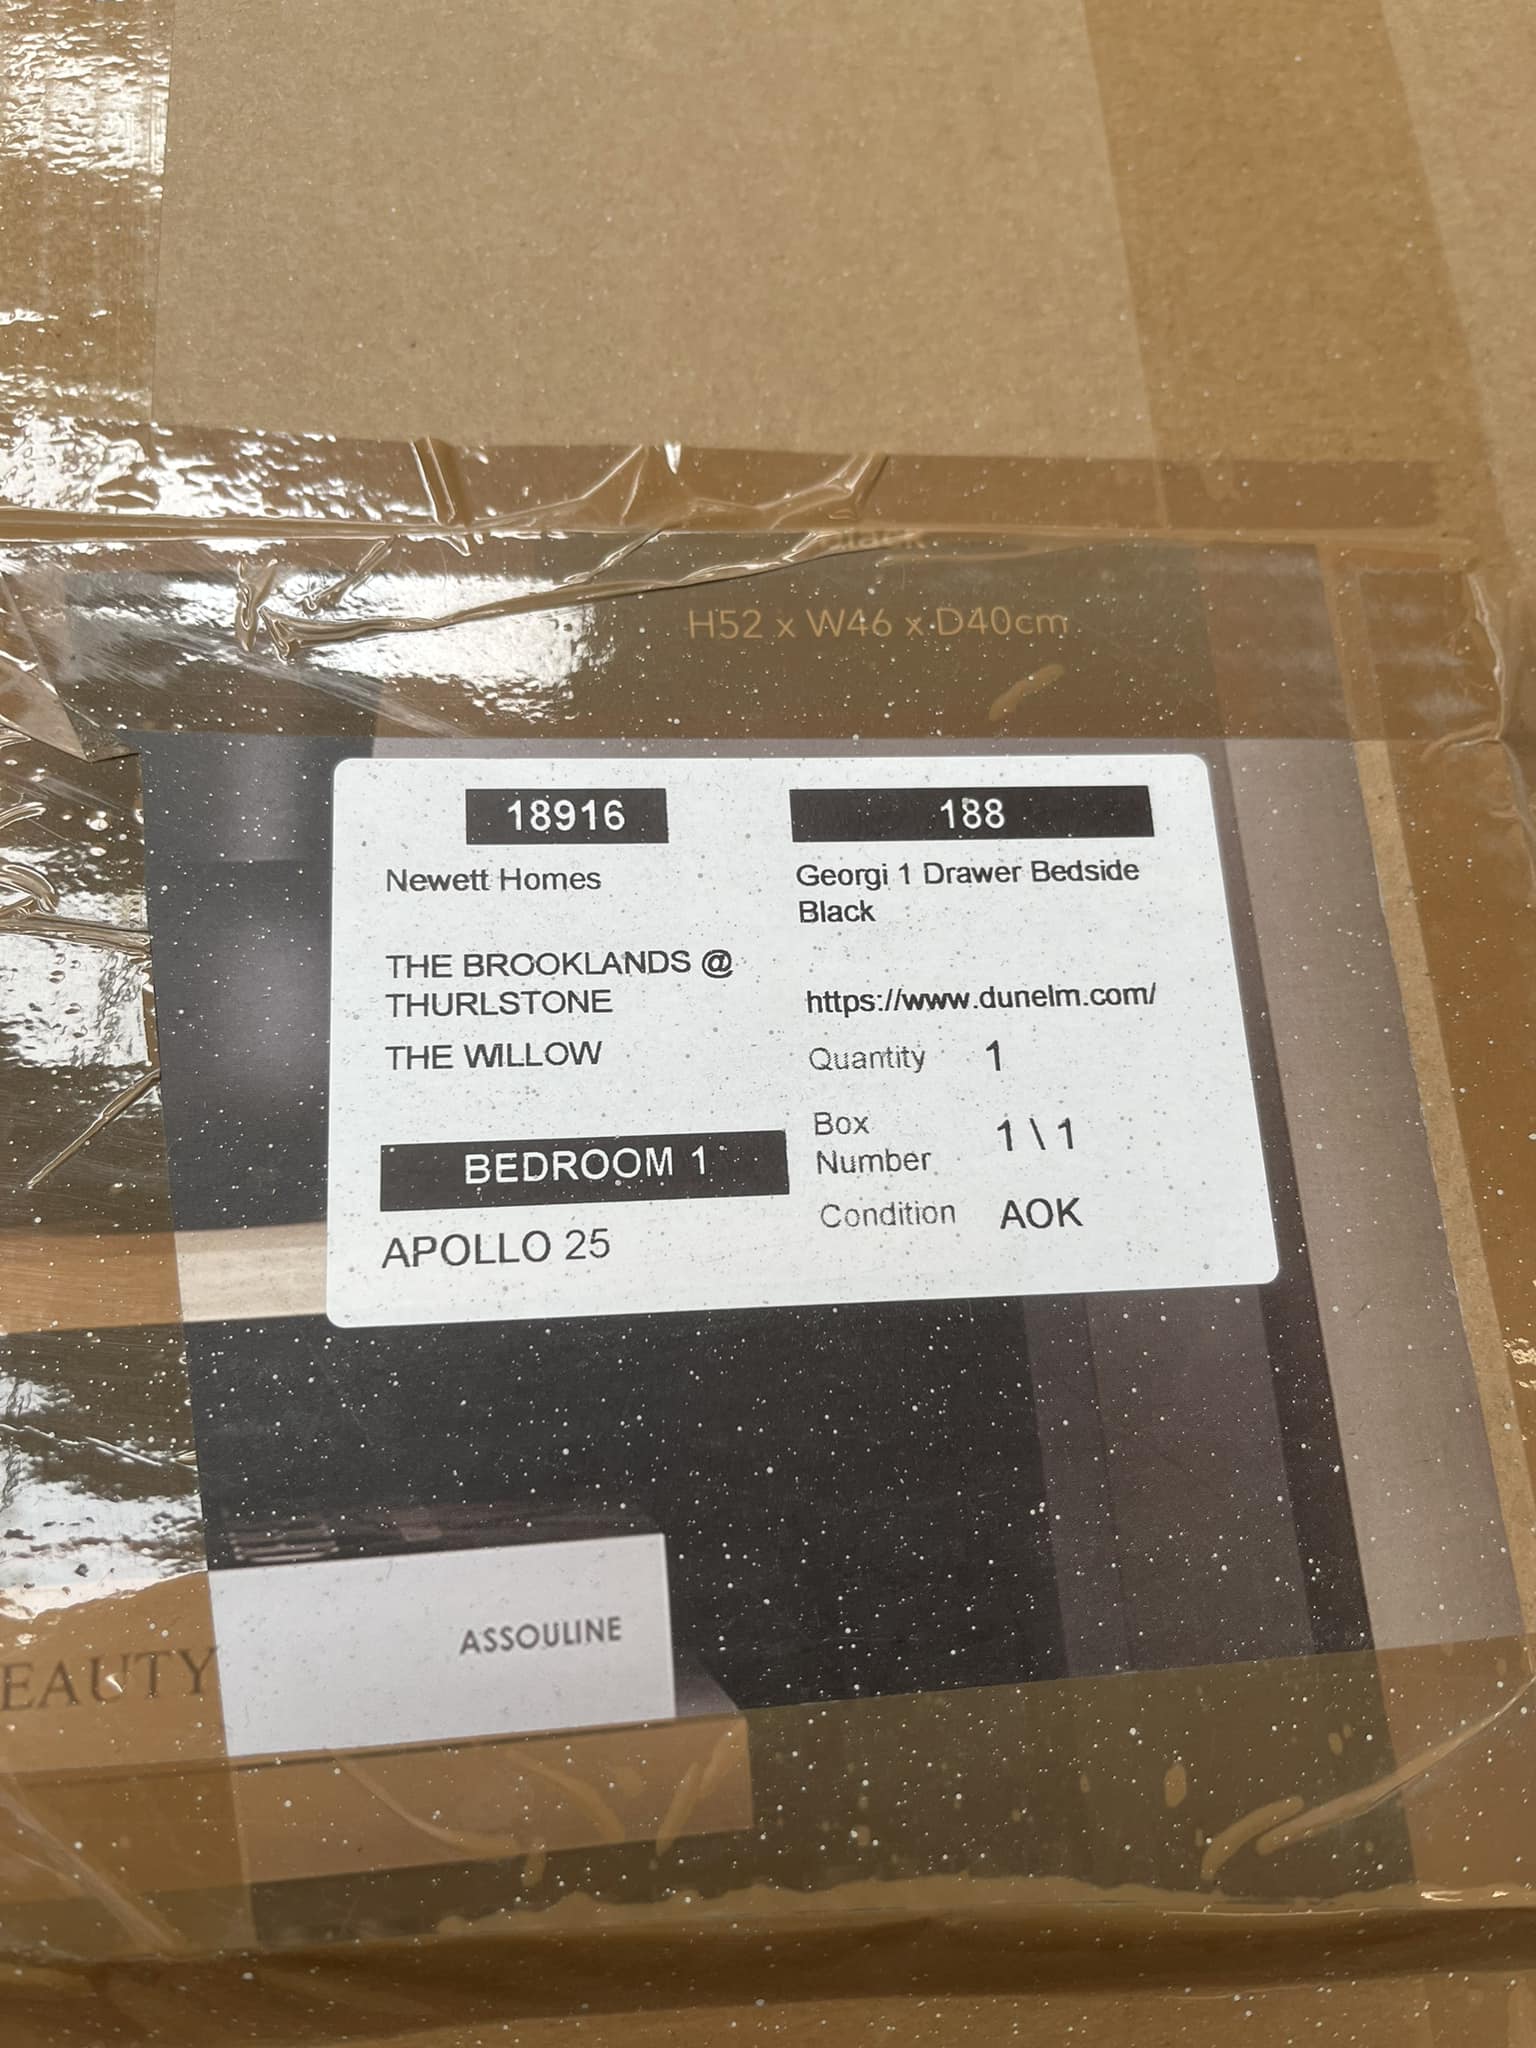 Black
H52 x W46 x D40cm
18916
Newett Homes
THE BROOKLANDS @
THURLSTONE
THE WILLOW
BEDROOM 1
APOLLO 25
188
Georgi 1 Drawer Bedside
Black
https://www.dunelm.com/
Quantity 1
Box
Number 1 \ 1
Condition AOK
ASSOULINE
EAUTY